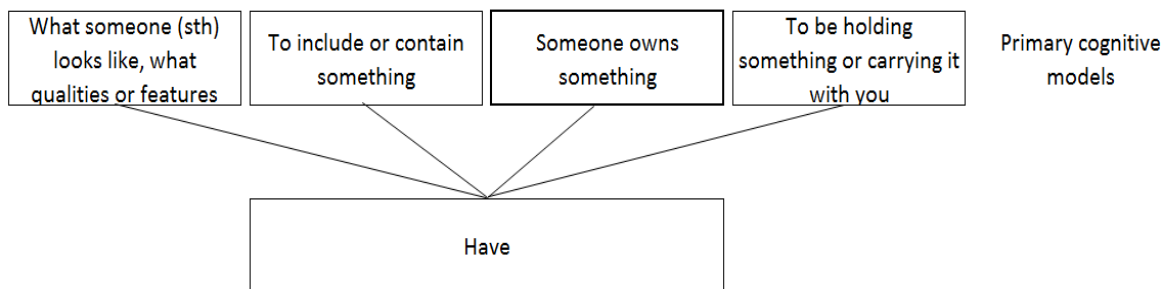 What someone (sth)
looks like, what
qualities or features
To include or contain
something
Someone owns
something
To be holding
something or carrying it
with you
Primary cognitive
models
Have